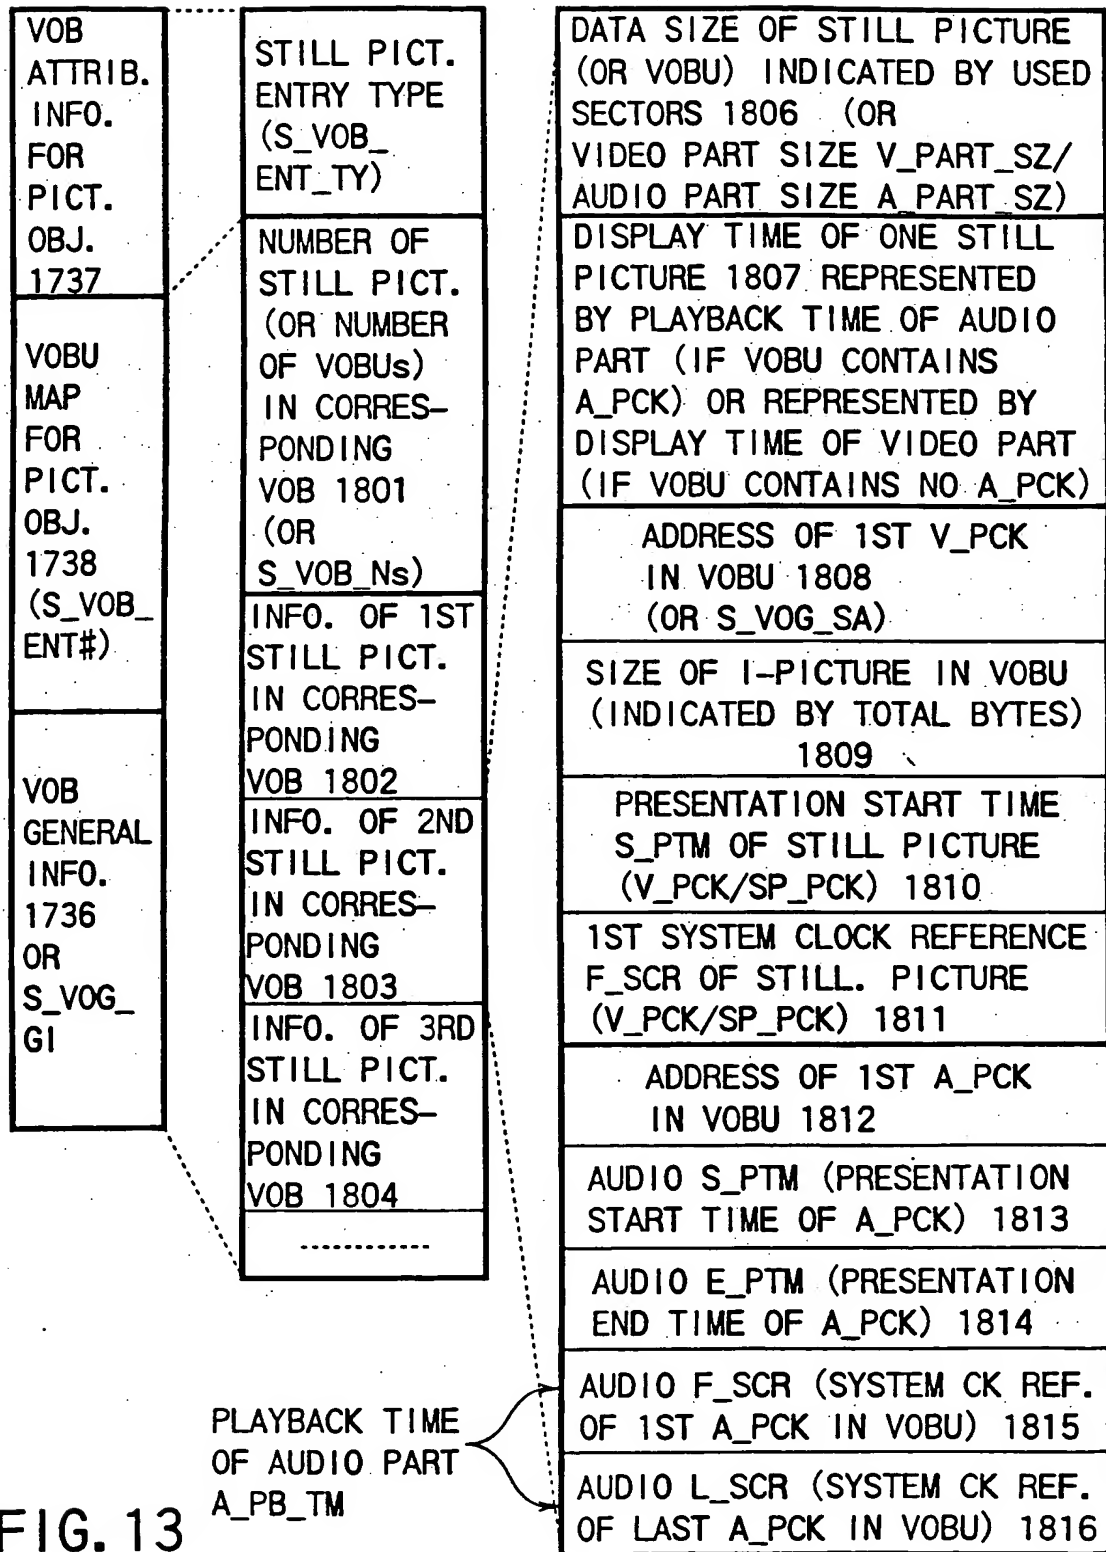 VOB
ATTRIB.
INFO.
FOR
PICT.
OBJ.
1737
VOBU
MAP
FOR
PICT.
OBJ.
1738
(S_VOB_
ENT#)
VOB
GENERAL
INFO.
1736
OR
S_VOG_
GI
STILL PICT.
ENTRY TYPE
(S_VOB_
ENT_TY)
NUMBER OF
STILL PICT.
(OR NUMBER
OF VOBUs)
IN CORRES-
PONDING
VOB 1801
(OR
S_VOB_Ns)
INFO. OF 1ST
STILL PICT.
IN CORRES-
PONDING
VOB 1802
INFO. OF 2ND
STILL PICT.
IN CORRES-
PONDING
VOB 1803
INFO. OF 3RD
STILL PICT.
IN CORRES-
PONDING
VOB 1804
............
DATA SIZE OF STILL PICTURE
(OR VOBU) INDICATED BY USED
SECTORS 1806 (OR
VIDEO PART SIZE V_PART_SZ/
AUDIO PART SIZE A_PART_SZ)
DISPLAY TIME OF ONE STILL
PICTURE 1807 REPRESENTED
BY PLAYBACK TIME OF AUDIO
PART (IF VOBU CONTAINS
A_PCK) OR REPRESENTED BY
DISPLAY TIME OF VIDEO PART
(IF VOBU CONTAINS NO A_PCK)
ADDRESS OF 1ST V_PCK
IN VOBU 1808
(OR S_VOG_SA)
SIZE OF I-PICTURE IN VOBU
(INDICATED BY TOTAL BYTES)
1809
PRESENTATION START TIME
S_PTM OF STILL PICTURE
(V_PCK/SP_PCK) 1810
1ST SYSTEM CLOCK REFERENCE
F_SCR OF STILL. PICTURE
(V_PCK/SP_PCK) 1811
ADDRESS OF 1ST A_PCK
IN VOBU 1812
AUDIO S_PTM (PRESENTATION
START TIME OF A_PCK) 1813
AUDIO E_PTM (PRESENTATION
END TIME OF A_PCK) 1814
AUDIO F_SCR (SYSTEM CK REF.
OF 1ST A_PCK IN VOBU) 1815
AUDIO L_SCR (SYSTEM CK REF.
OF LAST A_PCK IN VOBU) 1816
PLAYBACK TIME
OF AUDIO PART
A_PB_TM
FIG. 13